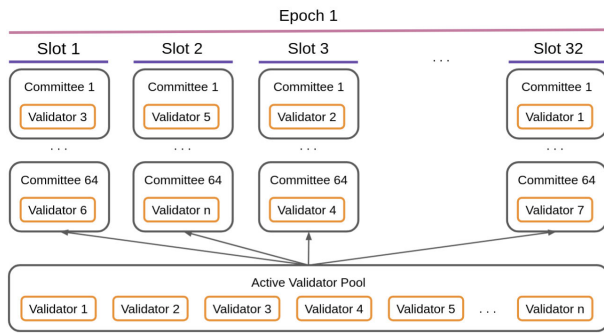 Epoch 1
Slot 1 Slot 2 Slot 3 . . . Slot 32
Committee 1 Committee 1 Committee 1 Committee 1
Validator 3 Validator 5 Validator 2 Validator 1
. . . . . . . . . . . .
Committee 64 Committee 64 Committee 64 Committee 64
Validator 6 Validator n Validator 4 Validator 7
Active Validator Pool
Validator 1 Validator 2 Validator 3 Validator 4 Validator 5 . . . Validator n